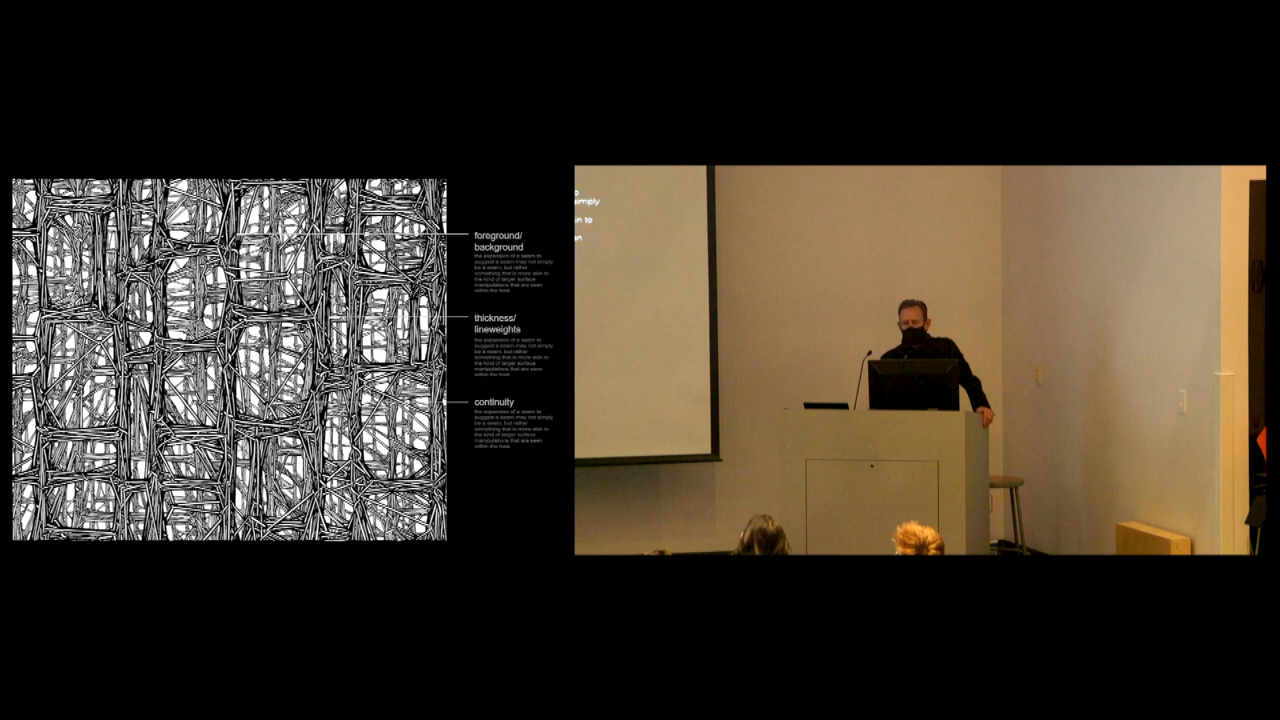 foreground/
background
the expansion of a seam to
suggest a seam may not simply
be a seam, but rather
something that is more akin to
the kind of larger surface
manipulations that are seen
within the host
thickness/
lineweights
the expansion of a seam to
suggest a seam may not simply
be a seam, but rather
something that is more akin to
the kind of larger surface
manipulations that are seen
within the host
continuity
the expansion of a seam to
suggest a seam may not simply
be a seam, but rather
something that is more akin to
the kind of larger surface
manipulations that are seen
within the host
simply
in to